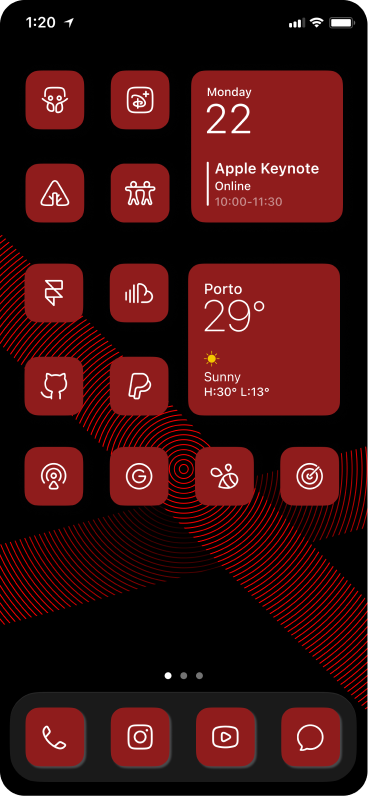 1:20
Monday
22
Apple Keynote
Online
10:00-11:30
Porto
29°
Sunny
H:30° L:13°
G